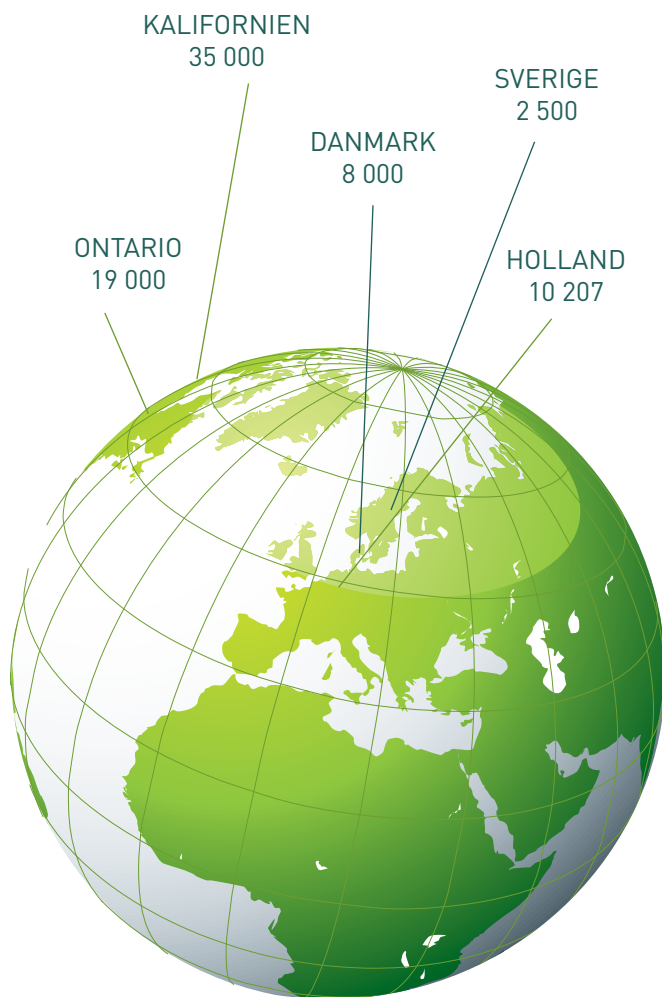 KALIFORNIEN
35 000
SVERIGE
2 500
DANMARK
8 000
ONTARIO
19 000
HOLLAND
10 207